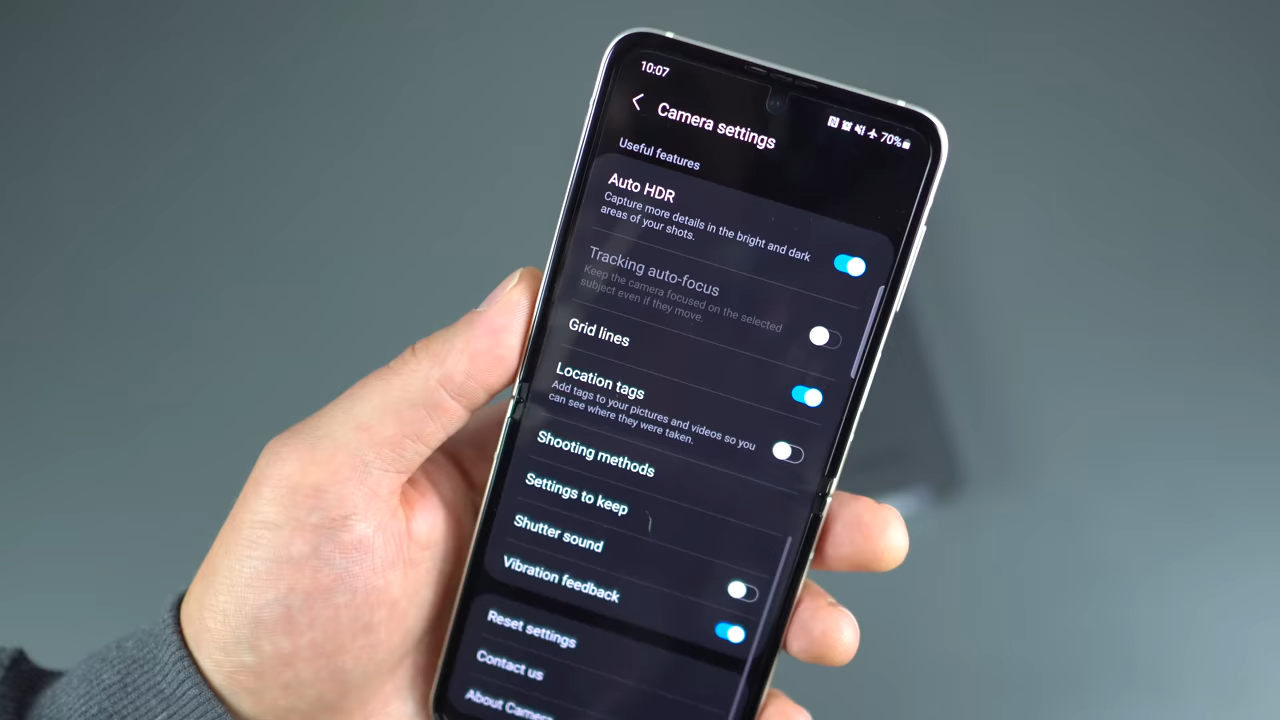 10:07
70%
Camera settings
Useful features
Auto HDR
Capture more details in the bright and dark
areas of your shots.
Tracking auto-focus
Keep the camera focused on the selected
subject even if they move.
Grid lines
Location tags
Add tags to your pictures and videos so you
can see where they were taken.
Shooting methods
Settings to keep
Shutter sound
Vibration feedback
Reset settings
Contact us
About Camera